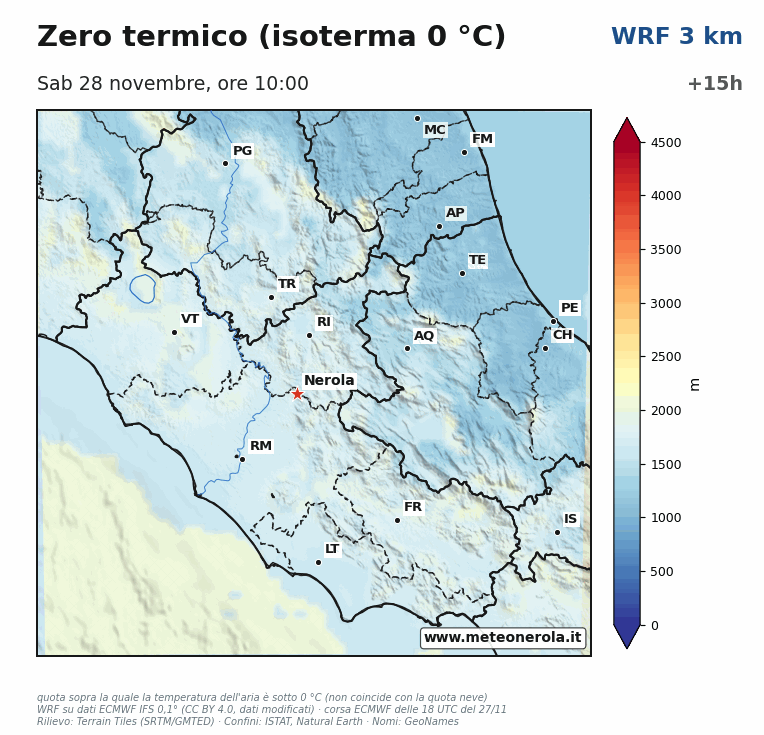 Zero termico (isoterma 0 °C)
WRF 3 km
Sab 28 novembre, ore 10:00
+15h
MC
FM
PG
AP
TE
TR
PE
VT
RI
AQ
CH
Nerola
RM
FR
IS
LT
www.meteonerola.it
4500
4000
3500
3000
2500
2000
1500
1000
500
0
m
quota sopra la quale la temperatura dell'aria è sotto 0 °C (non coincide con la quota neve)
WRF su dati ECMWF IFS 0,1° (CC BY 4.0, dati modificati) · corsa ECMWF delle 18 UTC del 27/11
Rilievo: Terrain Tiles (SRTM/GMTED) · Confini: ISTAT, Natural Earth · Nomi: GeoNames